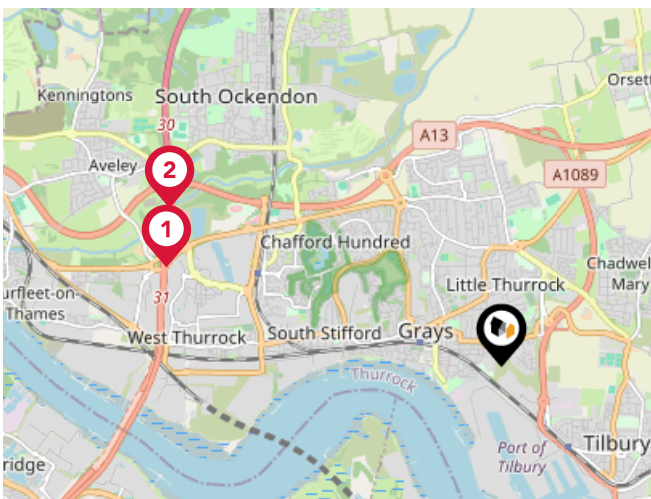 Orsett
Kenningtons
South Ockendon
30
A13
2
Aveley
A1089
1
Chafford Hundred
Chadwel
Mary
Little Thurrock
urfleet-on-
Thames
31
West Thurrock
South Stifford
Grays
Thurrock
Port of
Tilbury
Tilbury
ridge